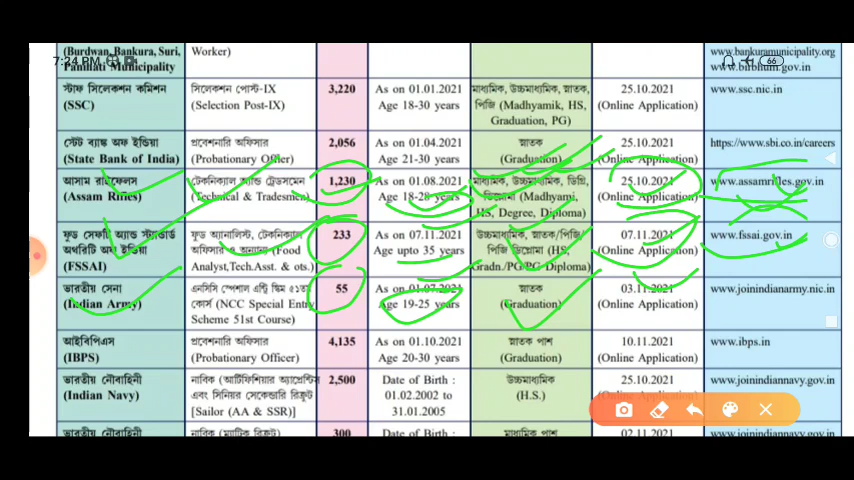 (Burdwan, Bankura, Suri,
Panihati Municipality
Worker)
www.bankuramunicipality.org
www.birbhum.gov.in
7:24 PM
66
স্টাফ সিলেকশন কমিশন
(SSC)
সিলেকশন পোস্ট-IX
(Selection Post-IX)
3,220
As on 01.01.2021
Age 18-30 years
মাধ্যমিক, উচ্চমাধ্যমিক, স্নাতক,
পিজি (Madhyamik, HS,
Graduation, PG)
25.10.2021
(Online Application)
www.ssc.nic.in
স্টেট ব্যাঙ্ক অফ ইন্ডিয়া
(State Bank of India)
প্রবেশনারি অফিসার
(Probationary Officer)
2,056
As on 01.04.2021
Age 21-30 years
স্নাতক
(Graduation)
25.10.2021
(Online Application)
https://www.sbi.co.in/careers
আসাম রাইফেলস
(Assam Rifles)
টেকনিক্যাল অ্যান্ড ট্রেডসমেন
(Technical & Tradesmen)
1,230
As on 01.08.2021
Age 18-28 years
মাধ্যমিক, উচ্চমাধ্যমিক, ডিগ্রি,
ডিপ্লোমা (Madhyami,
HS, Degree, Diploma)
25.10.2021
(Online Application)
www.assamrifles.gov.in
ফুড সেফটি অ্যান্ড স্ট্যান্ডার্ড
অথরিটি অফ ইন্ডিয়া
(FSSAI)
ফুড অ্যানালিস্ট, টেকনিক্যাল
অফিসার ও অন্যান্য (Food
Analyst,Tech.Asst. & ots.)
233
As on 07.11.2021
Age upto 35 years
উচ্চমাধ্যমিক, স্নাতক/পিজি/
পিজি ডিপ্লোমা (HS,
Gradn./PG/PG Diploma)
07.11.2021
(Online Application)
www.fssai.gov.in
ভারতীয় সেনা
(Indian Army)
এনসিসি স্পেশাল এন্ট্রি স্কিম ৫১তম
কোর্স (NCC Special Entry
Scheme 51st Course)
55
As on 01.07.2021
Age 19-25 years
স্নাতক
(Graduation)
03.11.2021
(Online Application)
www.joinindianarmy.nic.in
আইবিপিএস
(IBPS)
প্রবেশনারি অফিসার
(Probationary Officer)
4,135
As on 01.10.2021
Age 20-30 years
স্নাতক পাশ
(Graduation)
10.11.2021
(Online Application)
www.ibps.in
ভারতীয় নৌবাহিনী
(Indian Navy)
নাবিক (আর্টিফিশিয়ার অ্যাপ্রেন্টিস
এবং সিনিয়র সেকেন্ডারি রিক্রুট
[Sailor (AA & SSR)]
2,500
Date of Birth :
01.02.2002 to
31.01.2005
উচ্চমাধ্যমিক
(H.S.)
25.10.2021
(Online Application)
www.joinindiannavy.gov.in
ভারতীয় নৌবাহিনী
নাবিক (ম্যাট্রিক রিক্রুট)
300
Date of Birth :
মাধ্যমিক পাশ
02.11.2021
www.joinindiannavy.gov.in